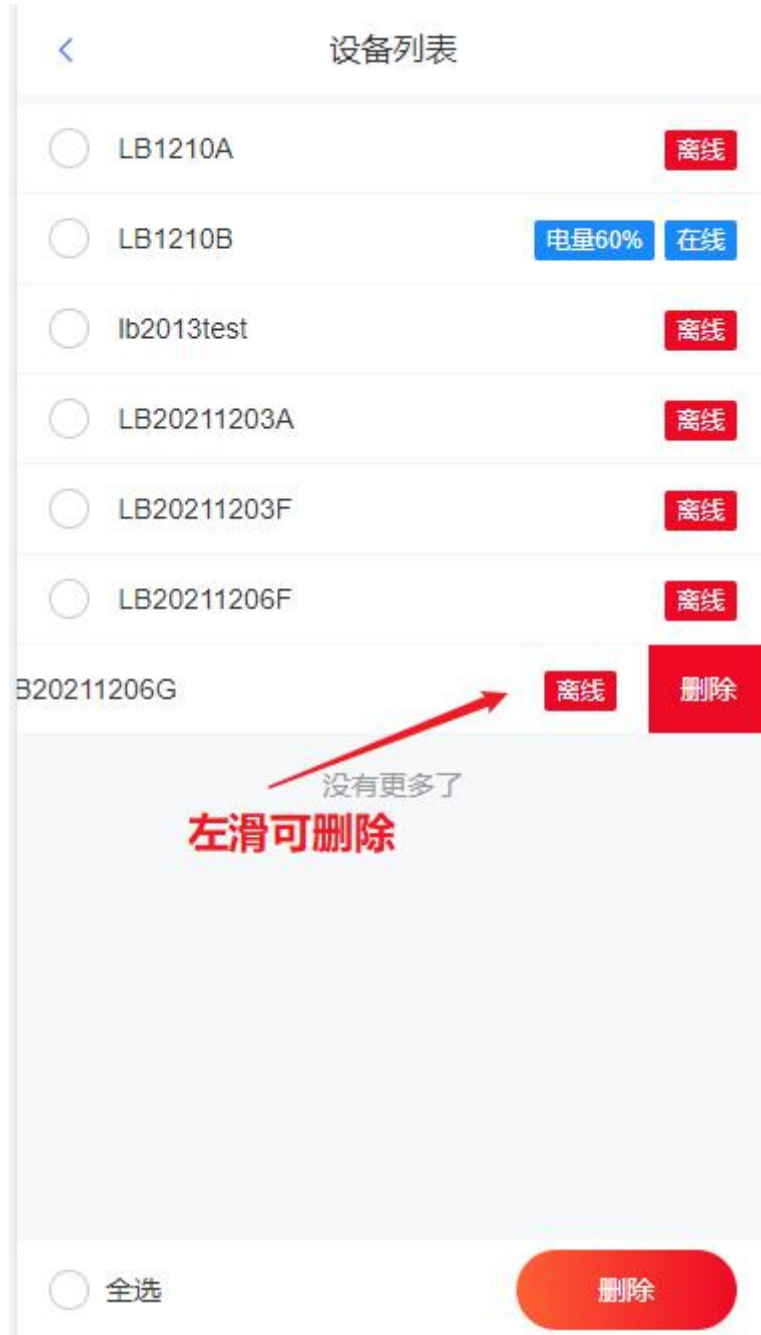 设备列表
LB1210A 离线
LB1210B 电量60% 在线
lb2013test 离线
LB20211203A 离线
LB20211203F 离线
LB20211206F 离线
B20211206G 离线 删除
没有更多了
左滑可删除
全选 删除